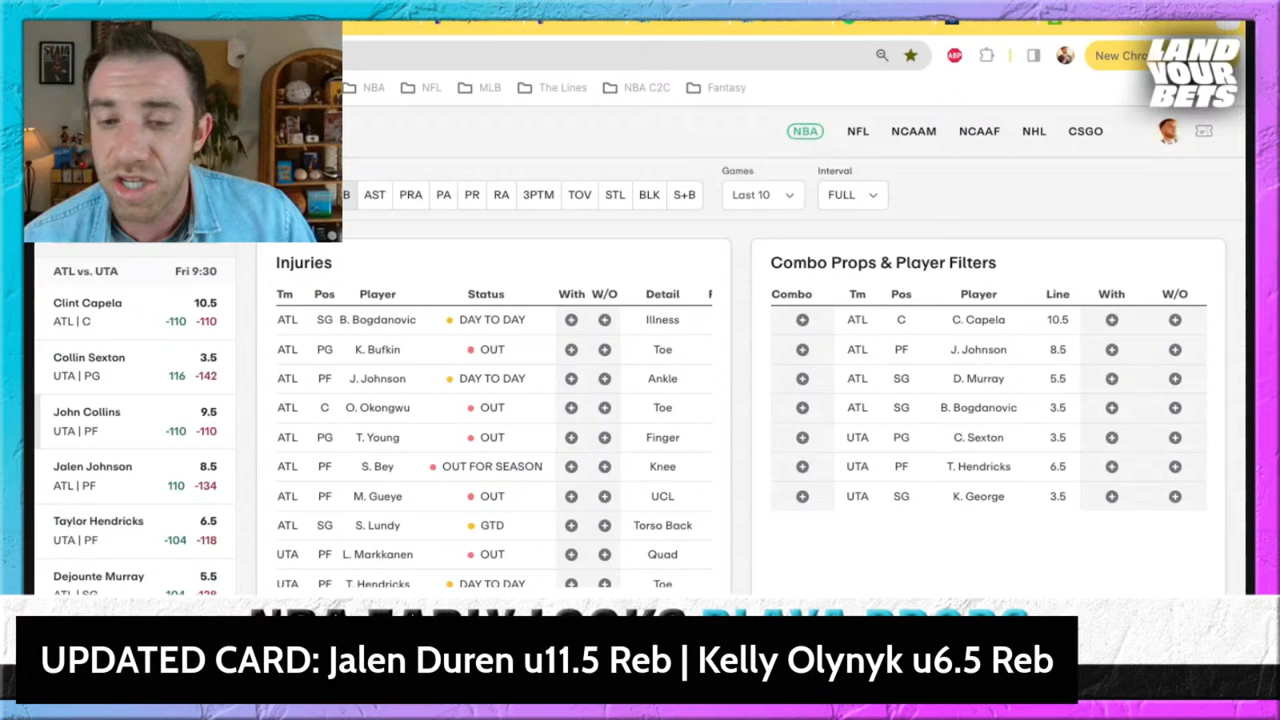 New Chro
LAND
YOUR
BETS
NBA
NFL
MLB
The Lines
NBA C2C
Fantasy
NBA
NFL
NCAAM
NCAAF
NHL
CSGO
Games
Interval
B
AST
PRA
PA
PR
RA
3PTM
TOV
STL
BLK
S+B
Last 10
FULL
ATL vs. UTA Fri 9:30
Clint Capela 10.5
ATL | C -110 -110
Collin Sexton 3.5
UTA | PG 116 -142
John Collins 9.5
UTA | PF -110 -110
Jalen Johnson 8.5
ATL | PF 110 -134
Taylor Hendricks 6.5
UTA | PF -104 -118
Dejounte Murray 5.5
Injuries
Tm Pos Player Status With W/O Detail
ATL SG B. Bogdanovic DAY TO DAY Illness
ATL PG K. Bufkin OUT Toe
ATL PF J. Johnson DAY TO DAY Ankle
ATL C O. Okongwu OUT Toe
ATL PG T. Young OUT Finger
ATL PF S. Bey OUT FOR SEASON Knee
ATL PF M. Gueye OUT UCL
ATL SG S. Lundy GTD Torso Back
UTA PF L. Markkanen OUT Quad
UTA PF T. Hendricks DAY TO DAY Toe
Combo Props & Player Filters
Combo Tm Pos Player Line With W/O
ATL C C. Capela 10.5
ATL PF J. Johnson 8.5
ATL SG D. Murray 5.5
ATL SG B. Bogdanovic 3.5
UTA PG C. Sexton 3.5
UTA PF T. Hendricks 6.5
UTA SG K. George 3.5
UPDATED CARD: Jalen Duren u11.5 Reb | Kelly Olynyk u6.5 Reb